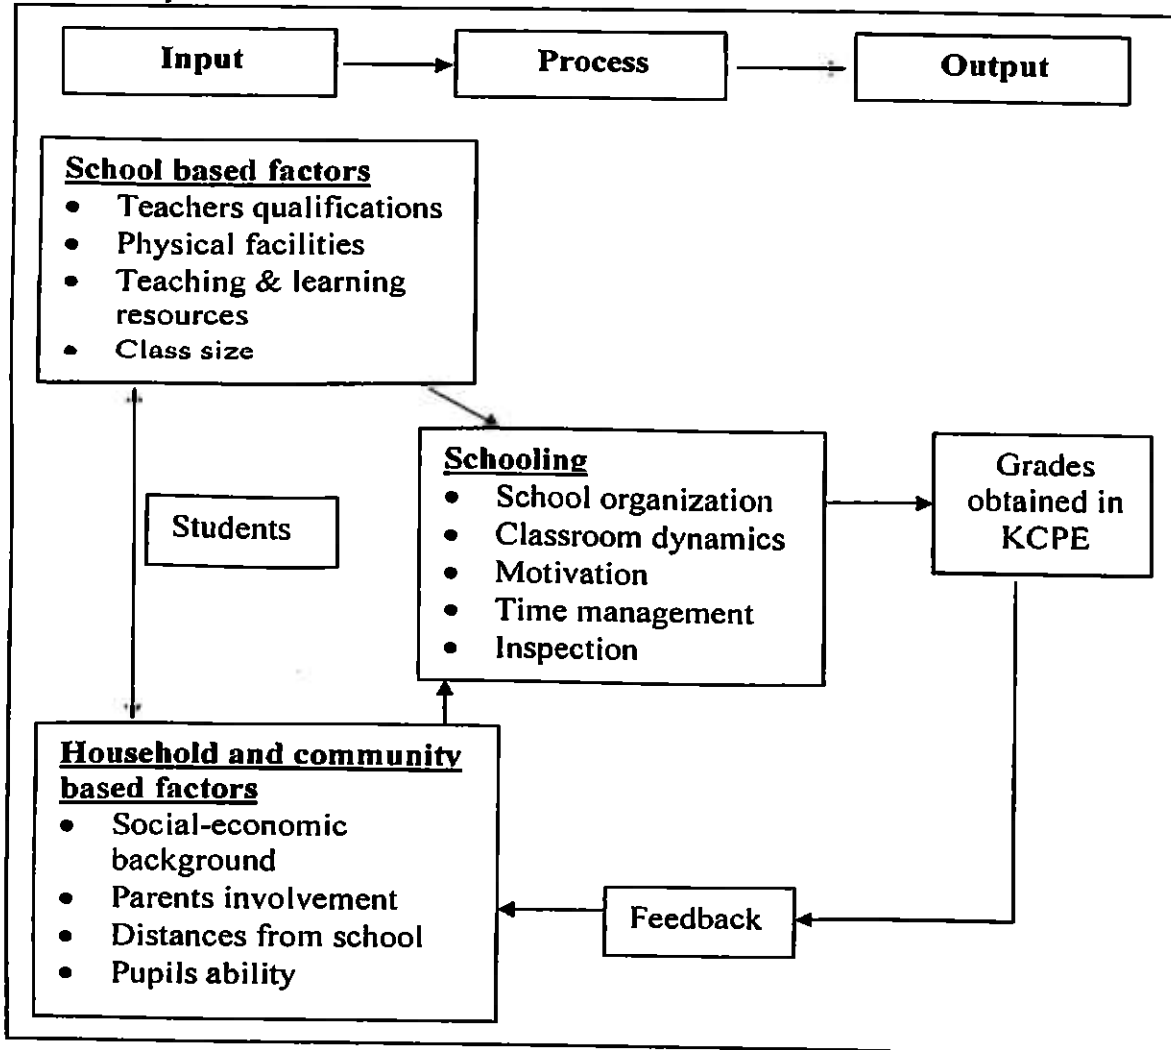 Input
Process
Output
School based factors
• Teachers qualifications
• Physical facilities
• Teaching & learning
resources
• Class size
Students
Schooling
• School organization
• Classroom dynamics
• Motivation
• Time management
• Inspection
Grades
obtained in
KCPE
Household and community
based factors
• Social-economic
background
• Parents involvement
• Distances from school
• Pupils ability
Feedback